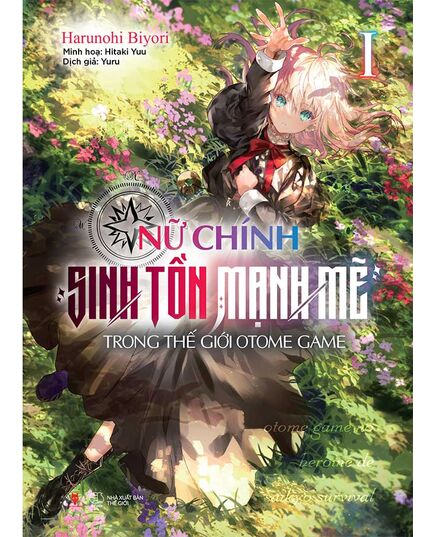 Harunohi Biyori
Minh hoạ: Hitaki Yuu
Dịch giả: Yuru
I
NỮ CHÍNH
SINH TỒN MẠNH MẼ
TRONG THẾ GIỚI OTOME GAME
otome game no
heroine de
saikyo survival
NHÀ XUẤT BẢN
THẾ GIỚI